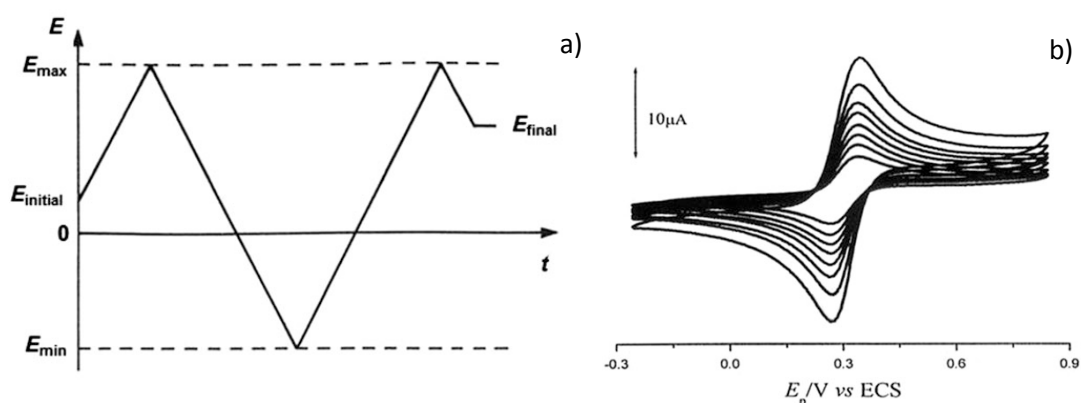 E
a)
E_max
E_final
E_initial
0
t
E_min
b)
10μA
-0.3 0.0 0.3 0.6 0.9
E_p/V vs ECS